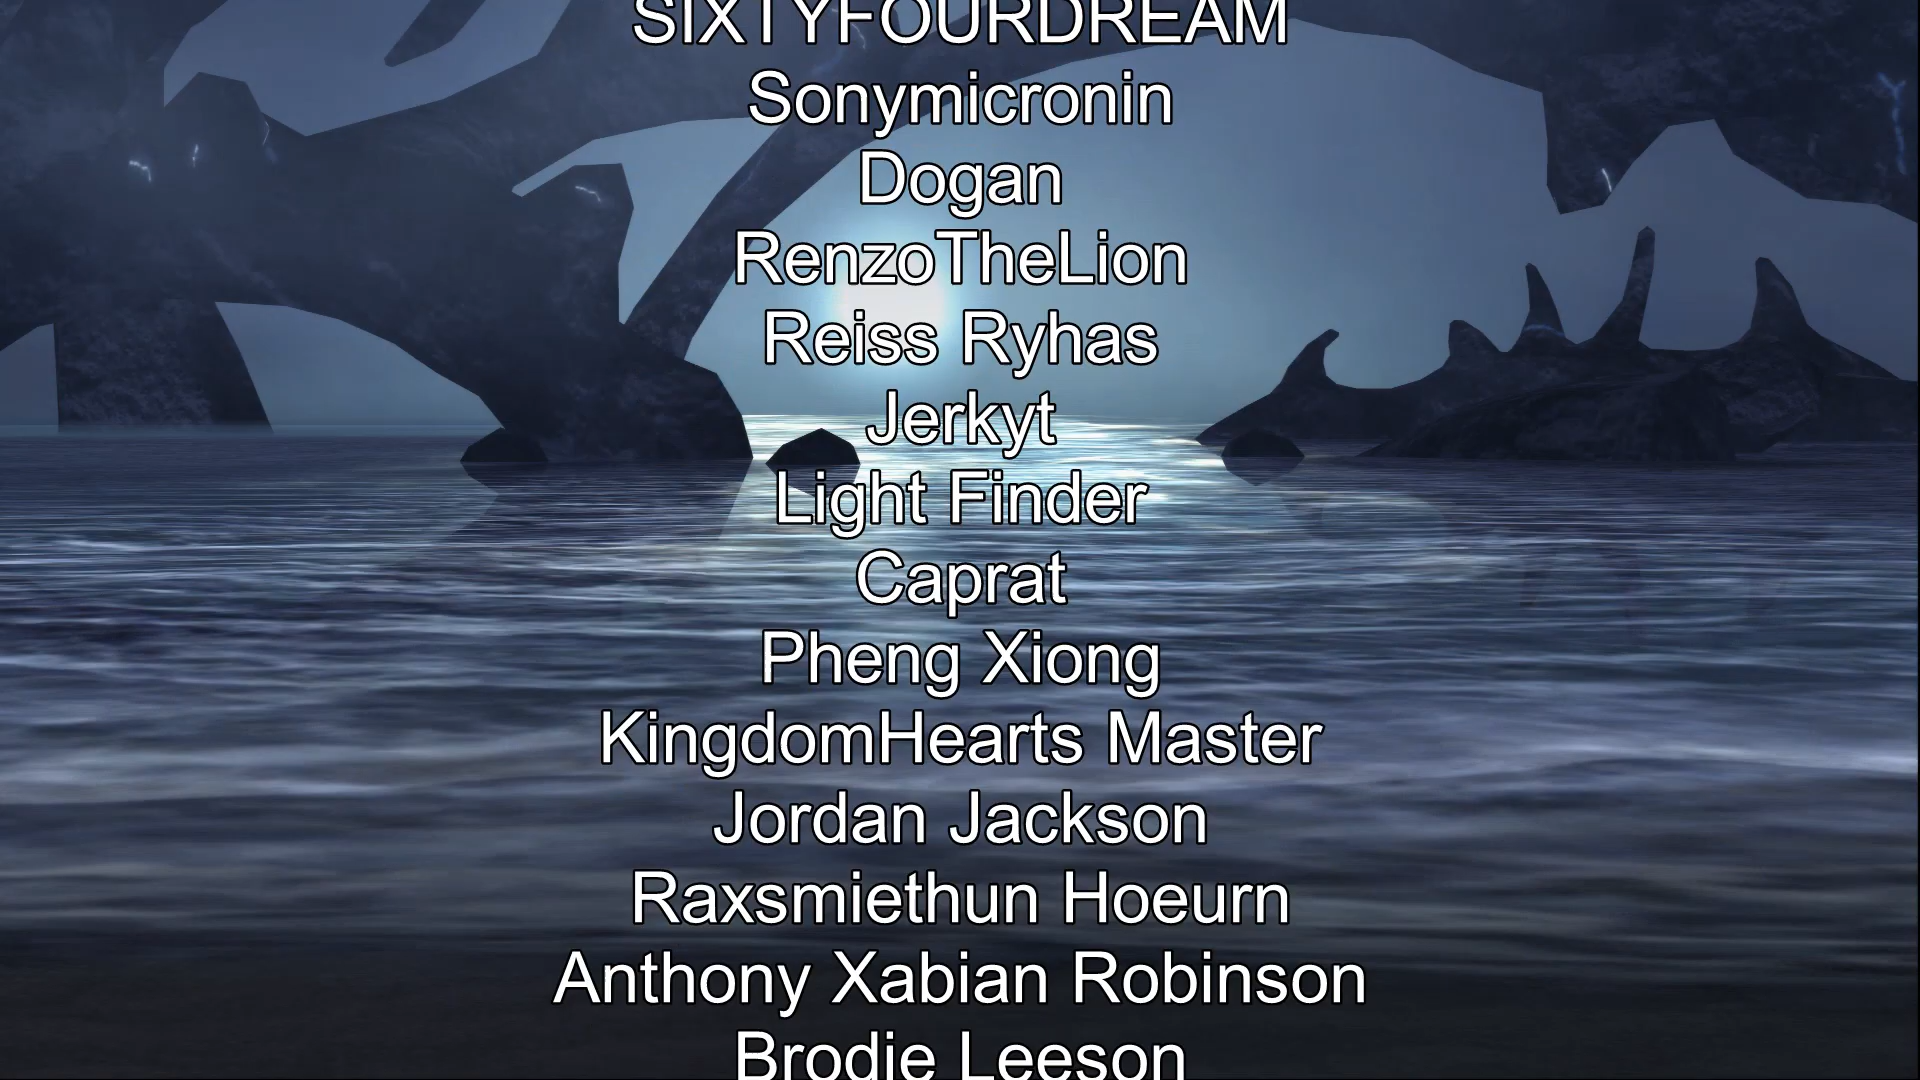 SIXTYFOURDREAM
Sonymicronin
Dogan
RenzoTheLion
Reiss Ryhas
Jerkyt
Light Finder
Caprat
Pheng Xiong
KingdomHearts Master
Jordan Jackson
Raxsmiethun Hoeurn
Anthony Xabian Robinson
Brodie Leeson